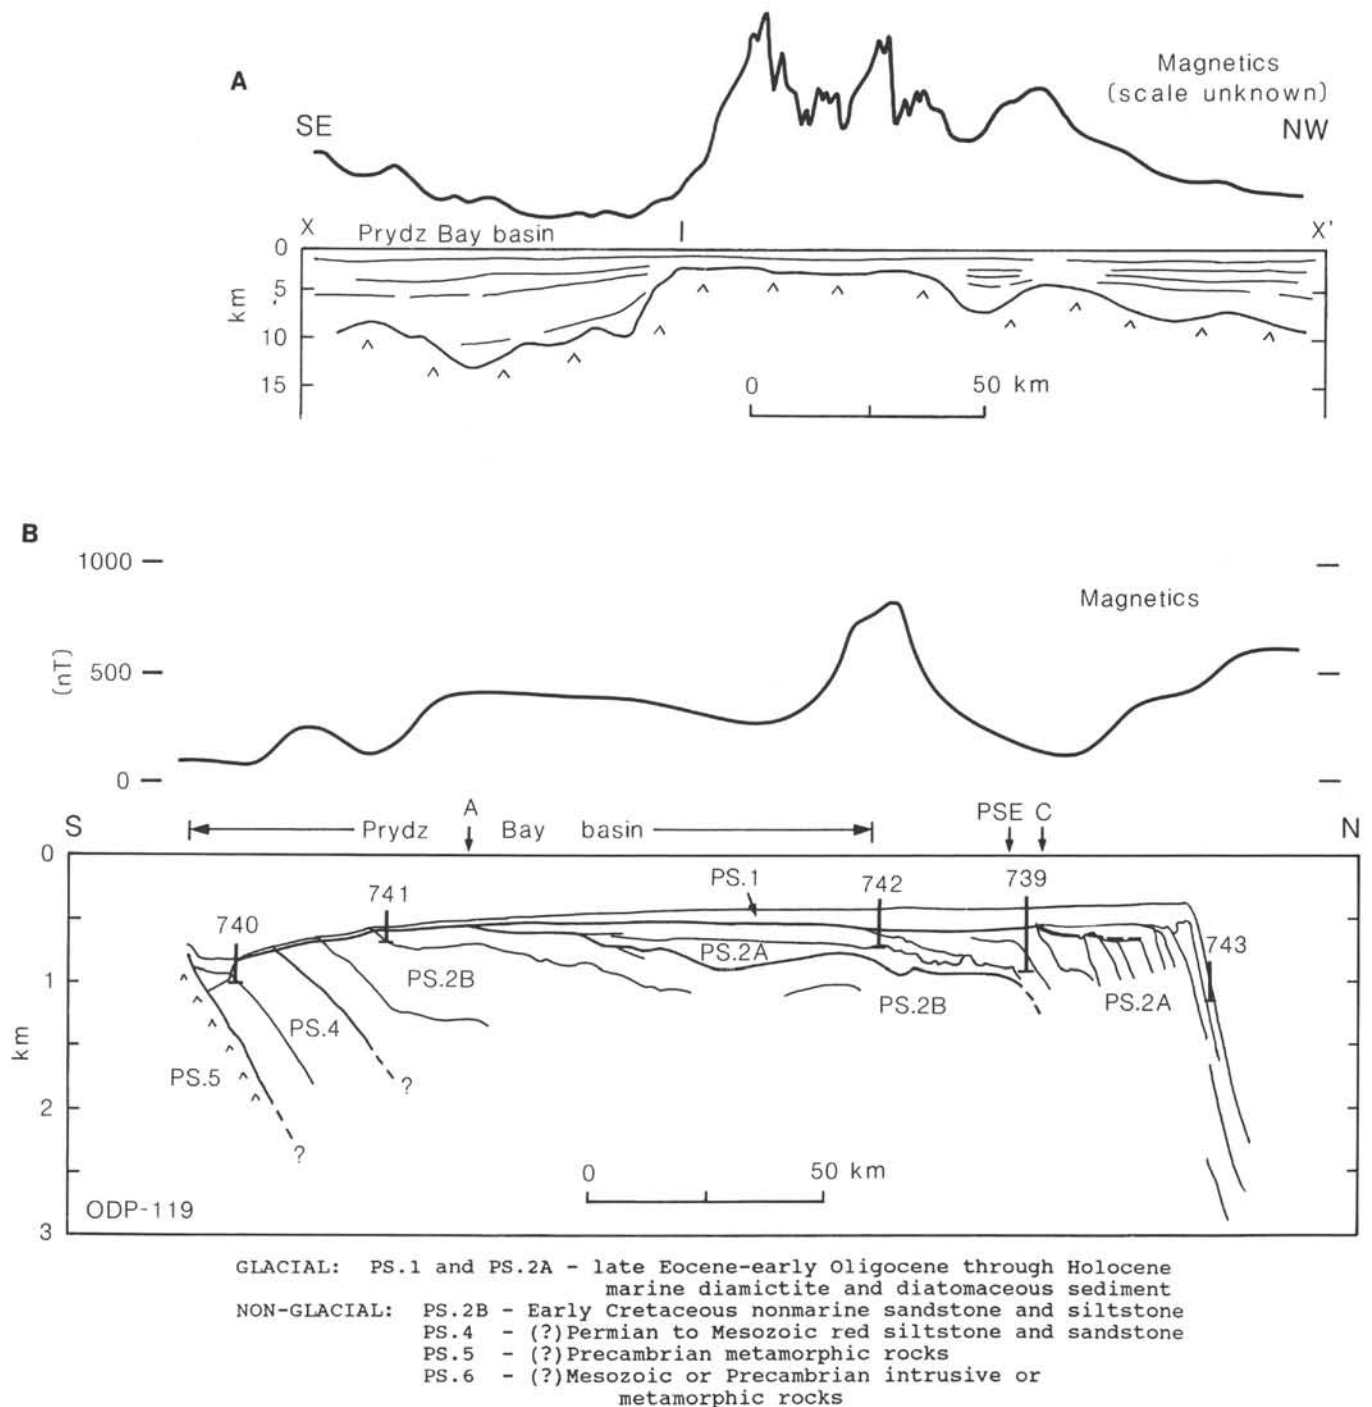 A
Magnetics
(scale unknown)
SE
NW
X
Prydz Bay basin
X'
0
5
10
15
km
0
50 km
B
1000
500
0
(nT)
Magnetics
S
Prydz
A
Bay basin
PSE
C
N
0
1
2
3
km
740
741
PS.1
742
739
743
PS.2A
PS.2B
PS.2B
PS.2A
PS.4
PS.5
?
?
0
50 km
ODP-119
GLACIAL: PS.1 and PS.2A - late Eocene-early Oligocene through Holocene
marine diamictite and diatomaceous sediment
NON-GLACIAL: PS.2B - Early Cretaceous nonmarine sandstone and siltstone
PS.4 - (?)Permian to Mesozoic red siltstone and sandstone
PS.5 - (?)Precambrian metamorphic rocks
PS.6 - (?)Mesozoic or Precambrian intrusive or
metamorphic rocks